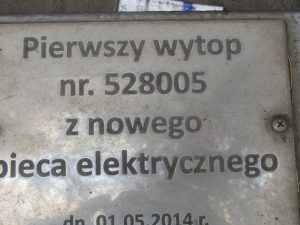 Pierwszy wytop
nr. 528005
z nowego
pieca elektrycznego
dn. 01.05.2014 r.